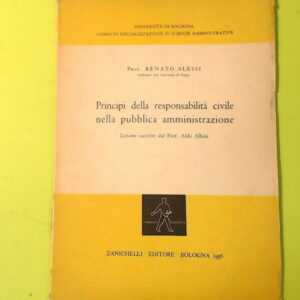 UNIVERSITÀ DI BOLOGNA
CORSO DI SPECIALIZZAZIONE IN SCIENZE AMMINISTRATIVE
Prof. RENATO ALESSI
Ordinario nell'Università di Parma
Principi della responsabilità civile
nella pubblica amministrazione
Lezioni raccolte dal Prof. Aldo Albini
ZANICHELLI EDITORE BOLOGNA 1956